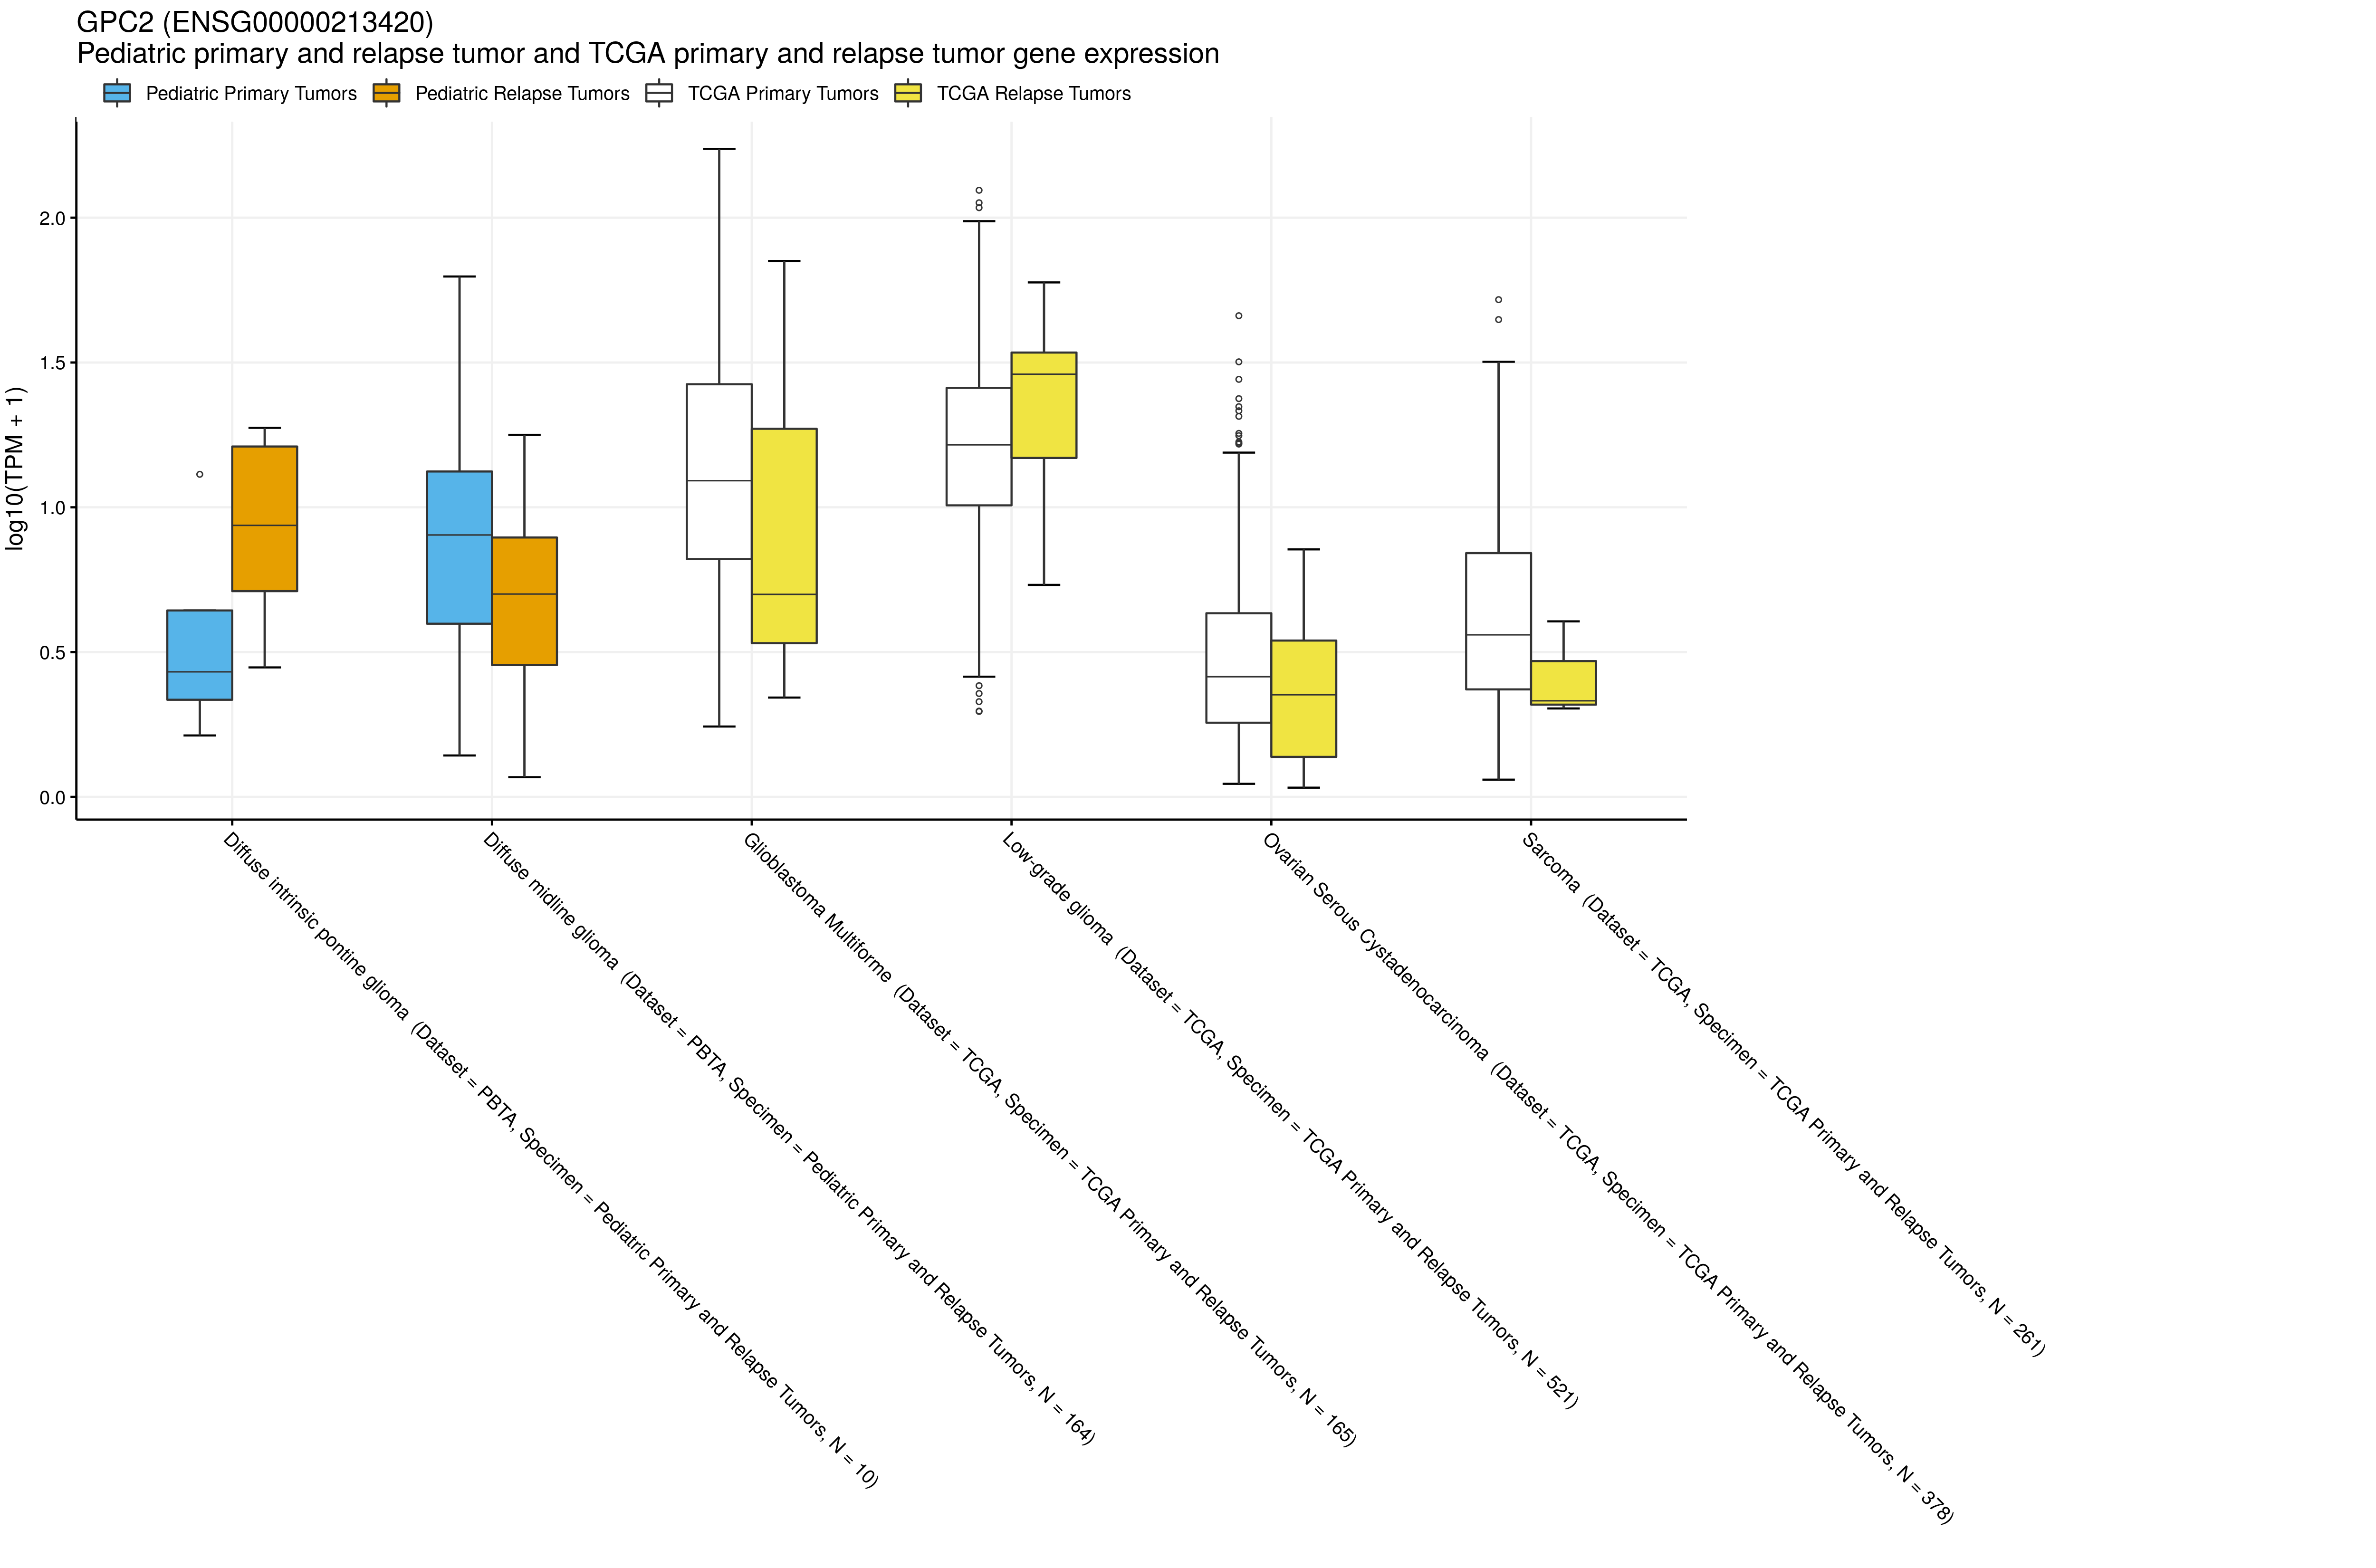 GPC2 (ENSG00000213420)
Pediatric primary and relapse tumor and TCGA primary and relapse tumor gene expression
Pediatric Primary Tumors
Pediatric Relapse Tumors
TCGA Primary Tumors
TCGA Relapse Tumors
log10(TPM + 1)
2.0
1.5
1.0
0.5
0.0
Diffuse intrinsic pontine glioma (Dataset = PBTA, Specimen = Pediatric Primary and Relapse Tumors, N = 10)
Diffuse midline glioma (Dataset = PBTA, Specimen = Pediatric Primary and Relapse Tumors, N = 164)
Glioblastoma Multiforme (Dataset = TCGA, Specimen = TCGA Primary and Relapse Tumors, N = 165)
Low-grade glioma (Dataset = TCGA, Specimen = TCGA Primary and Relapse Tumors, N = 521)
Ovarian Serous Cystadenocarcinoma (Dataset = TCGA, Specimen = TCGA Primary and Relapse Tumors, N = 378)
Sarcoma (Dataset = TCGA, Specimen = TCGA Primary and Relapse Tumors, N = 261)